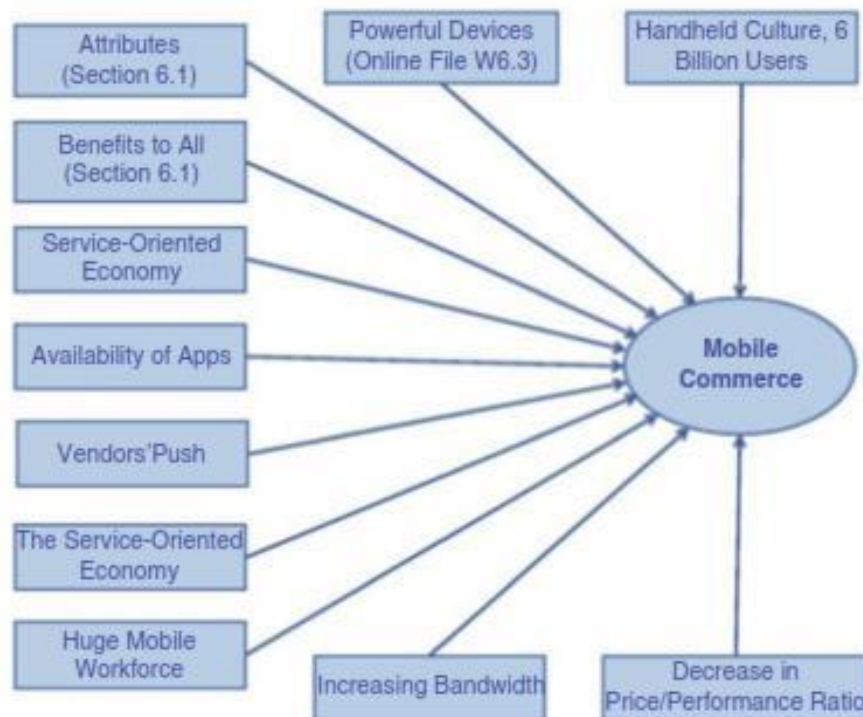 Attributes
(Section 6.1)
Powerful Devices
(Online File W6.3)
Handheld Culture, 6
Billion Users
Benefits to All
(Section 6.1)
Service-Oriented
Economy
Availability of Apps
Mobile
Commerce
Vendors'Push
The Service-Oriented
Economy
Huge Mobile
Workforce
Increasing Bandwidth
Decrease in
Price/Performance Ratio